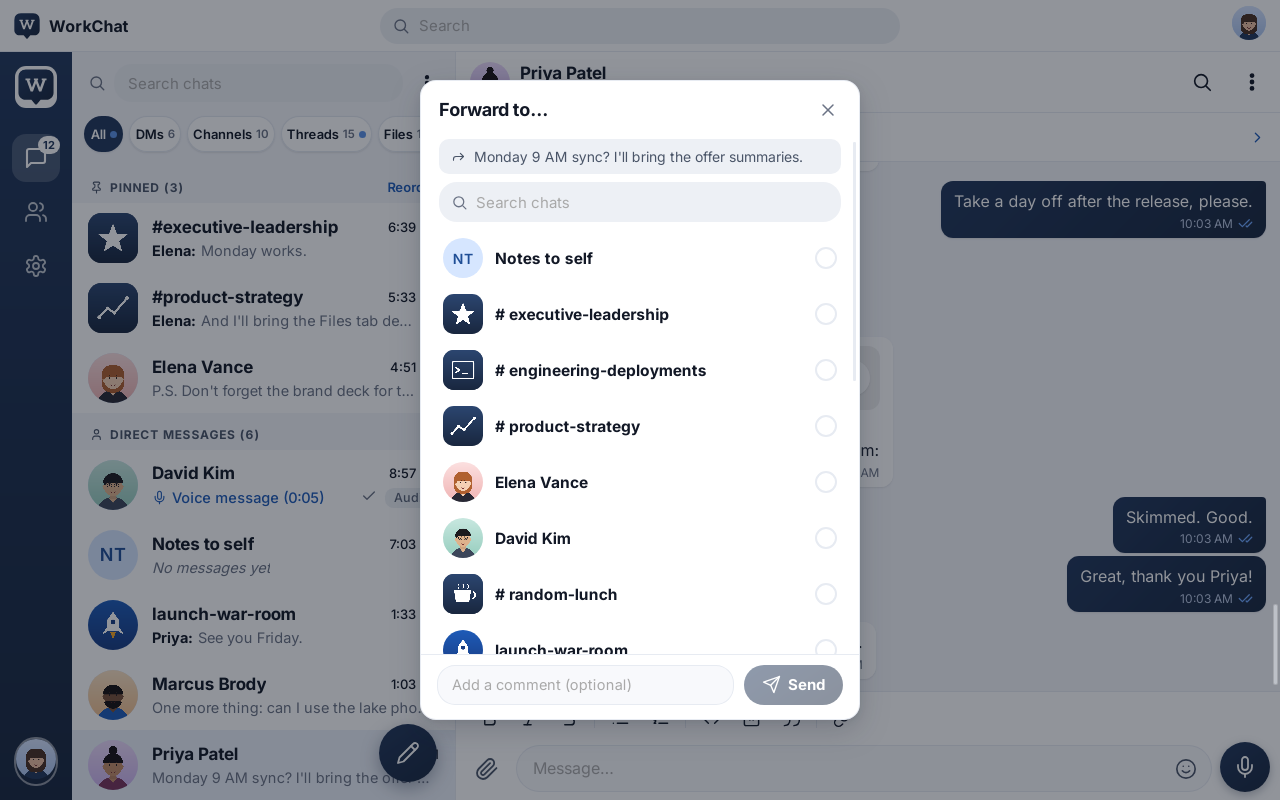 W WorkChat
Search
W
12
Search chats
All
DMs 6
Channels 10
Threads 15
Files
PINNED (3)
#executive-leadership 6:39
Elena: Monday works.
#product-strategy 5:33
Elena: And I'll bring the Files tab de...
Elena Vance 4:51
P.S. Don't forget the brand deck for t...
DIRECT MESSAGES (6)
David Kim 8:57
Voice message (0:05)
NT
Notes to self 7:03
No messages yet
launch-war-room 1:33
Priya: See you Friday.
Marcus Brody 1:03
One more thing: can I use the lake pho...
Priya Patel
Monday 9 AM sync? I'll bring the
Priya Patel
Take a day off after the release, please.
10:03 AM
AM
Skimmed. Good.
10:03 AM
Great, thank you Priya!
10:03 AM
Message...
Forward to...
Monday 9 AM sync? I'll bring the offer summaries.
Search chats
NT
Notes to self
# executive-leadership
# engineering-deployments
# product-strategy
Elena Vance
David Kim
# random-lunch
launch-war-room
Add a comment (optional)
Send